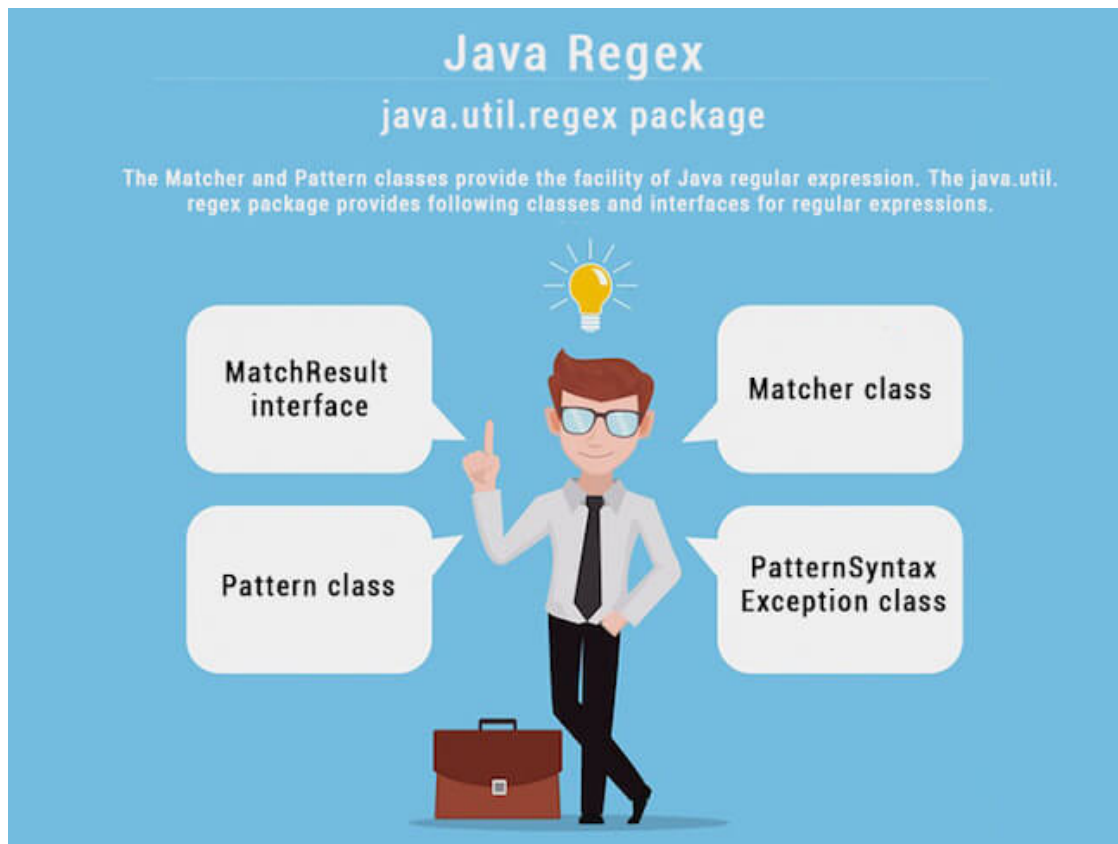 Java Regex
java.util.regex package
The Matcher and Pattern classes provide the facility of Java regular expression. The java.util.
regex package provides following classes and interfaces for regular expressions.
MatchResult
interface
Matcher class
Pattern class
PatternSyntax
Exception class